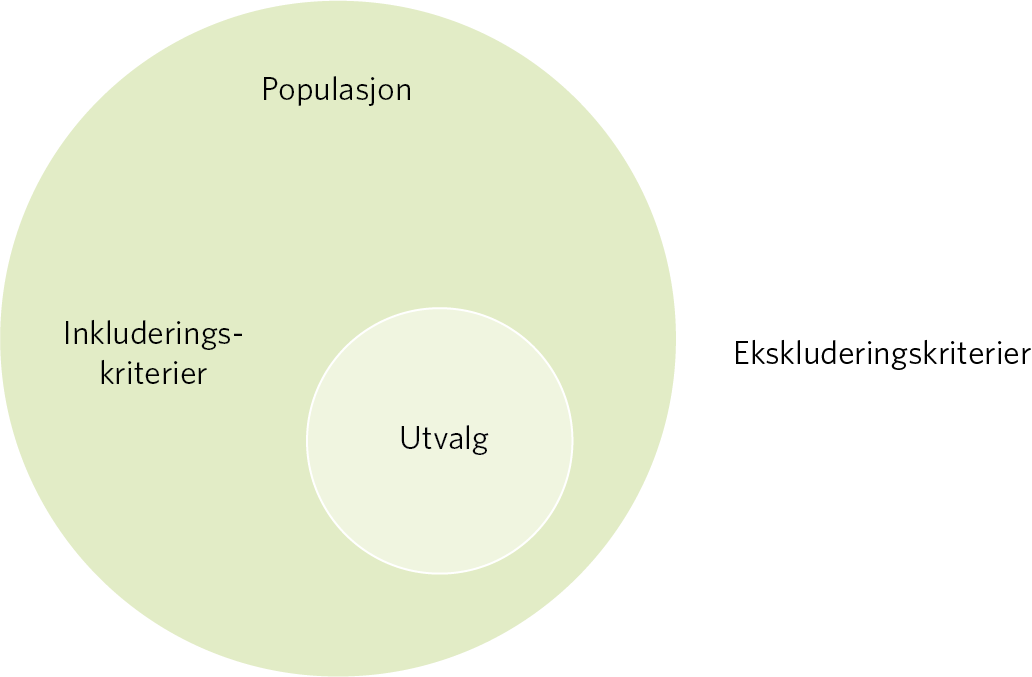 Populasjon
Inkluderings-
kriterier
Ekskluderingskriterier
Utvalg